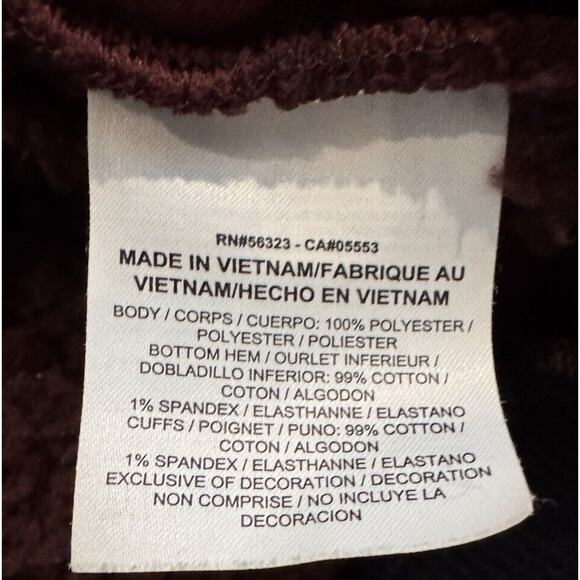 RN#56323 - CA#05553
MADE IN VIETNAM/FABRIQUE AU
VIETNAM/HECHO EN VIETNAM
BODY / CORPS / CUERPO: 100% POLYESTER /
POLYESTER / POLIESTER
BOTTOM HEM / OURLET INFERIEUR /
DOBLADILLO INFERIOR: 99% COTTON /
COTON / ALGODON
1% SPANDEX / ELASTHANNE / ELASTANO
CUFFS / POIGNET / PUNO: 99% COTTON /
COTON / ALGODON
1% SPANDEX / ELASTHANNE / ELASTANO
EXCLUSIVE OF DECORATION / DECORATION
NON COMPRISE / NO INCLUYE LA
DECORACION